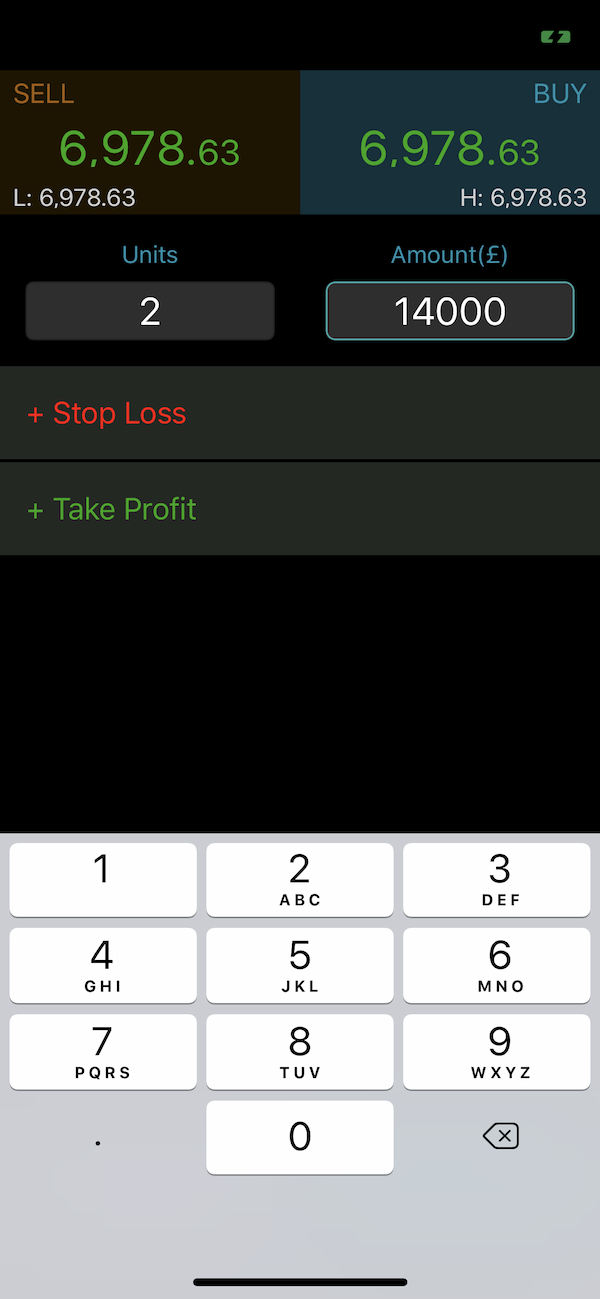 SELL BUY
6,978.63 6,978.63
L: 6,978.63 H: 6,978.63
Units Amount(£)
2 14000
+ Stop Loss
+ Take Profit
1 2 3
ABC DEF
4 5 6
GHI JKL MNO
7 8 9
PQRS TUV WXYZ
. 0